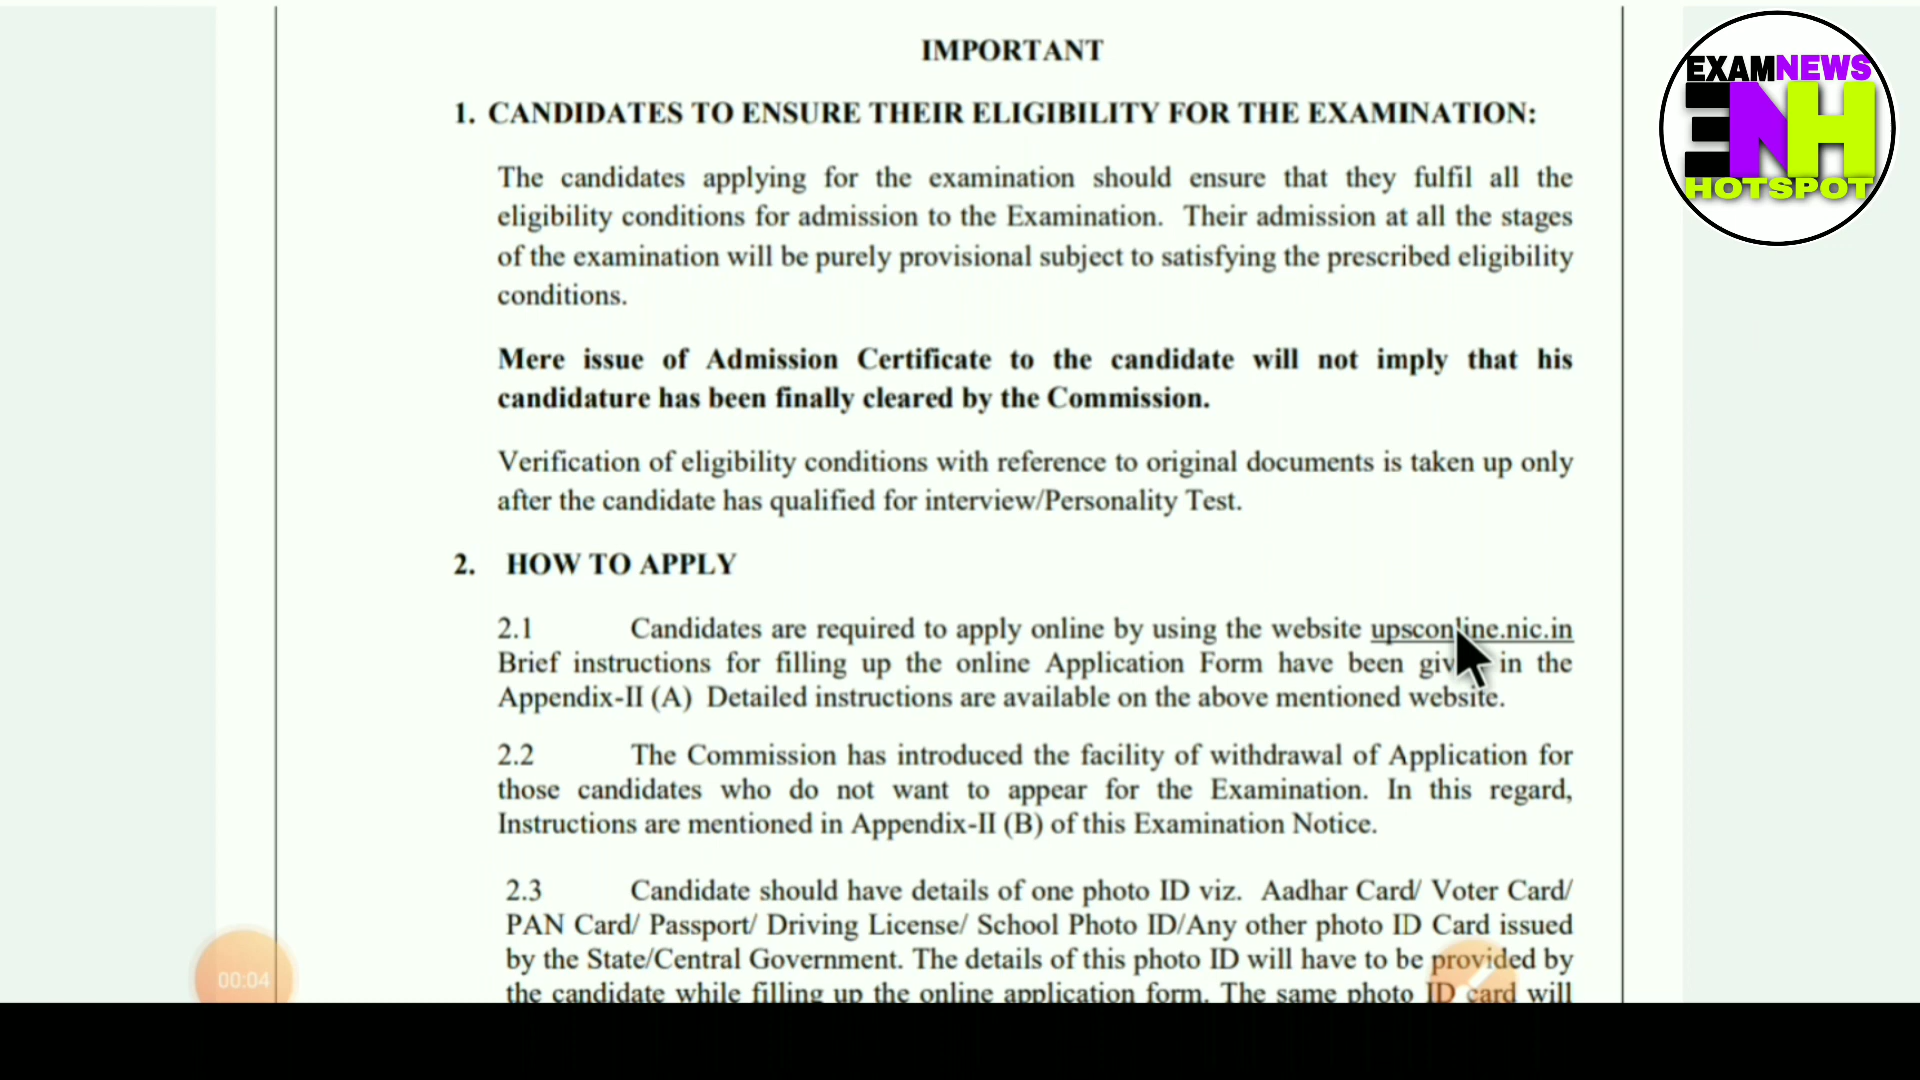 IMPORTANT
1. CANDIDATES TO ENSURE THEIR ELIGIBILITY FOR THE EXAMINATION:
The candidates applying for the examination should ensure that they fulfil all the
eligibility conditions for admission to the Examination. Their admission at all the stages
of the examination will be purely provisional subject to satisfying the prescribed eligibility
conditions.
Mere issue of Admission Certificate to the candidate will not imply that his
candidature has been finally cleared by the Commission.
Verification of eligibility conditions with reference to original documents is taken up only
after the candidate has qualified for interview/Personality Test.
2. HOW TO APPLY
2.1 Candidates are required to apply online by using the website upsconline.nic.in
Brief instructions for filling up the online Application Form have been given in the
Appendix-II (A) Detailed instructions are available on the above mentioned website.
2.2 The Commission has introduced the facility of withdrawal of Application for
those candidates who do not want to appear for the Examination. In this regard,
Instructions are mentioned in Appendix-II (B) of this Examination Notice.
2.3 Candidate should have details of one photo ID viz. Aadhar Card/ Voter Card/
PAN Card/ Passport/ Driving License/ School Photo ID/Any other photo ID Card issued
by the State/Central Government. The details of this photo ID will have to be provided by
the candidate while filling up the online application form. The same photo ID card will
EXAMNEWS
ENH
HOTSPOT
00:04